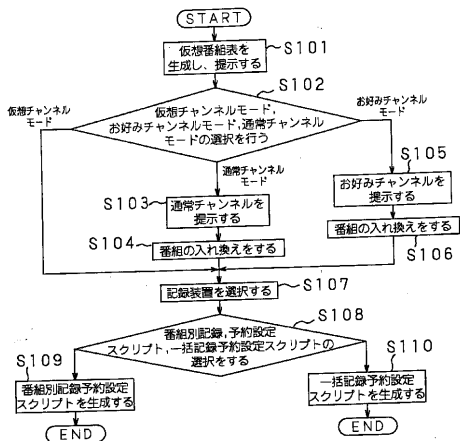 START
仮想番組表を
生成し、提示する
S101
S102
仮想チャンネル
モード
仮想チャンネルモード,
お好みチャンネルモード,通常チャンネル
モードの選択を行う
お好みチャンネル
モード
通常チャンネル
モード
S103
通常チャンネルを
提示する
S105
お好みチャンネルを
提示する
S104
番組の入れ換えをする
番組の入れ換えをする
S106
S107
記録装置を選択する
S108
番組別記録,予約設定
スクリプト,一括記録予約設定スクリプトの
選択をする
S109
番組別記録予約設定
スクリプトを生成する
S110
一括記録予約設定
スクリプトを生成する
END
END